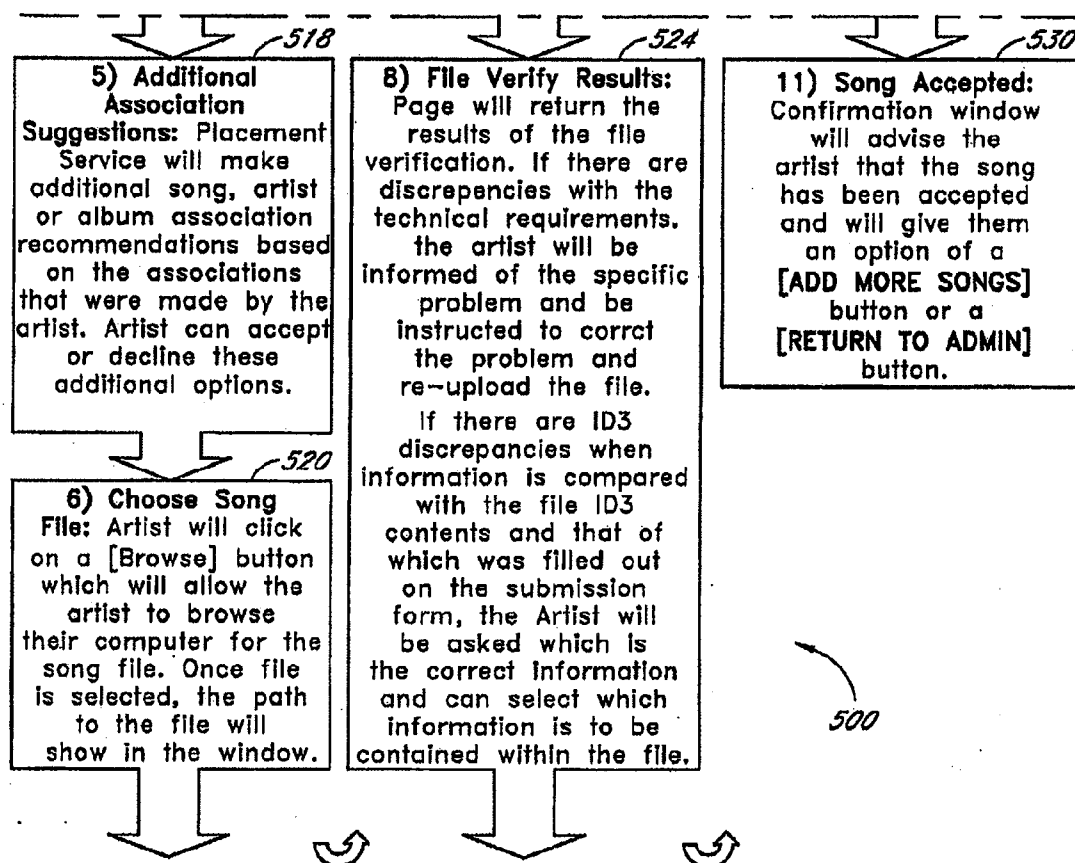 518
5) Additional
Association
Suggestions: Placement
Service will make
additional song, artist
or album association
recommendations based
on the associations
that were made by the
artist. Artist can accept
or decline these
additional options.
520
6) Choose Song
File: Artist will click
on a [Browse] button
which will allow the
artist to browse
their computer for the
song file. Once file
is selected, the path
to the file will
show in the window.
524
8) File Verify Results:
Page will return the
results of the file
verification. If there are
discrepencies with the
technical requirements.
the artist will be
informed of the specific
problem and be
instructed to corrct
the problem and
re-upload the file.
If there are ID3
discrepancies when
information is compared
with the file ID3
contents and that of
which was filled out
on the submission
form, the Artist will
be asked which is
the correct information
and can select which
information is to be
contained within the file.
530
11) Song Accepted:
Confirmation window
will advise the
artist that the song
has been accepted
and will give them
an option of a
[ADD MORE SONGS]
button or a
[RETURN TO ADMIN]
button.
500